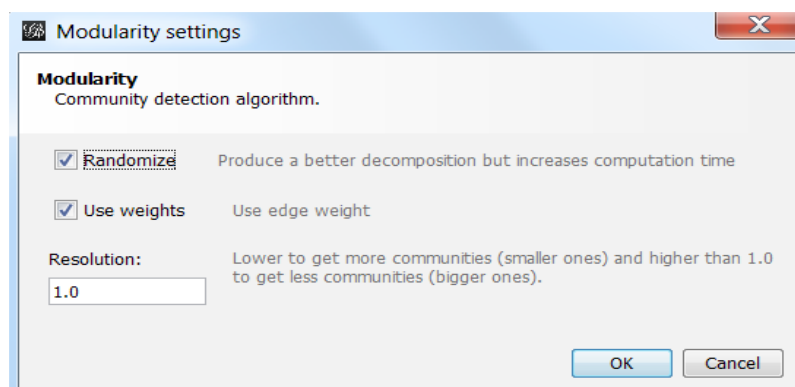 Modularity settings
Modularity
Community detection algorithm.
Randomize Produce a better decomposition but increases computation time
Use weights Use edge weight
Resolution: Lower to get more communities (smaller ones) and higher than 1.0
to get less communities (bigger ones).
1.0
OK Cancel